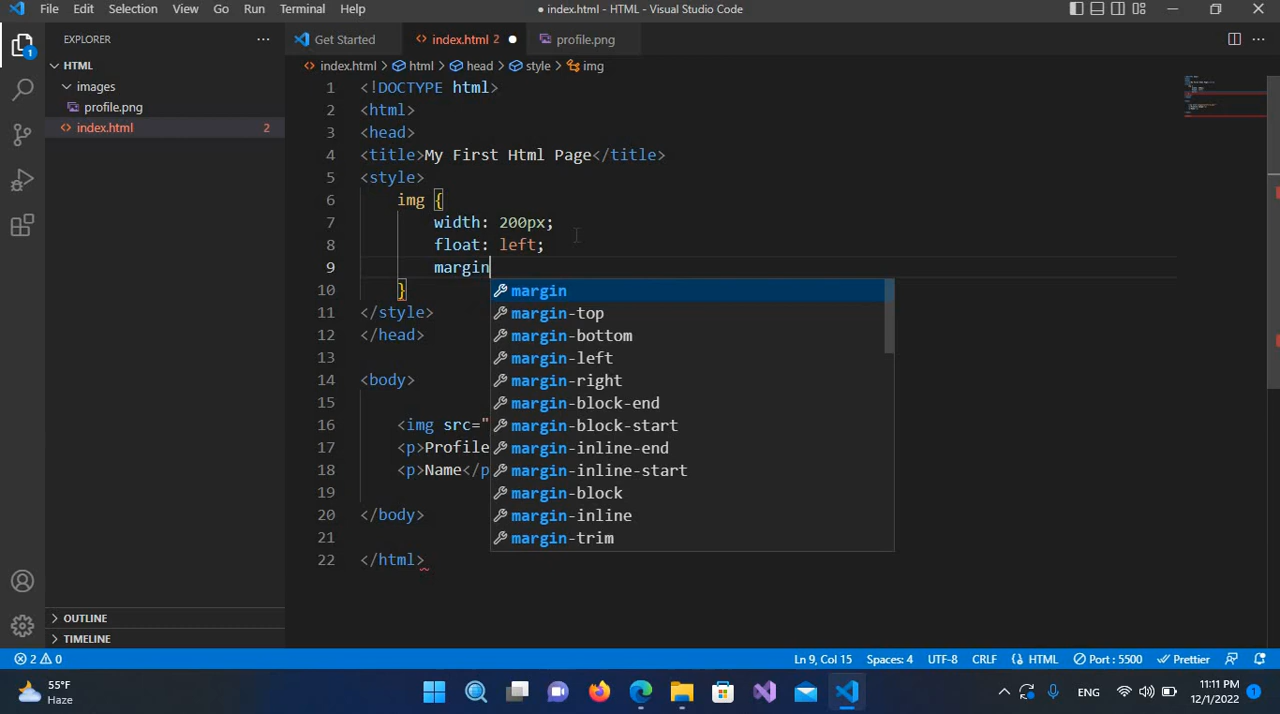 File Edit Selection View Go Run Terminal Help
● index.html - HTML - Visual Studio Code
EXPLORER
Get Started
index.html 2
profile.png
HTML
images
profile.png
index.html 2
index.html > html > head > style > img
1 <!DOCTYPE html>
2 <html>
3 <head>
4 <title>My First Html Page</title>
5 <style>
6 img {
7 width: 200px;
8 float: left;
9 margin
10 }
11 </style>
12 </head>
13
14 <body>
15
16 <img src="
17 <p>Profile
18 <p>Name</p
19
20 </body>
21
22 </html>
margin
margin-top
margin-bottom
margin-left
margin-right
margin-block-end
margin-block-start
margin-inline-end
margin-inline-start
margin-block
margin-inline
margin-trim
1
OUTLINE
TIMELINE
2 0
Ln 9, Col 15 Spaces: 4 UTF-8 CRLF HTML Port : 5500 Prettier
55°F
Haze
ENG
11:11 PM
12/1/2022
1